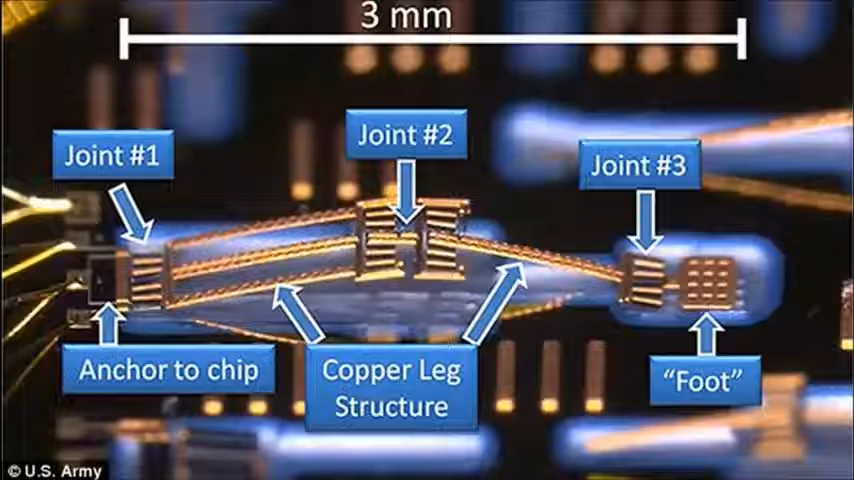 3 mm
Joint #1
Joint #2
Joint #3
Anchor to chip
Copper Leg
Structure
“Foot”
© U.S. Army